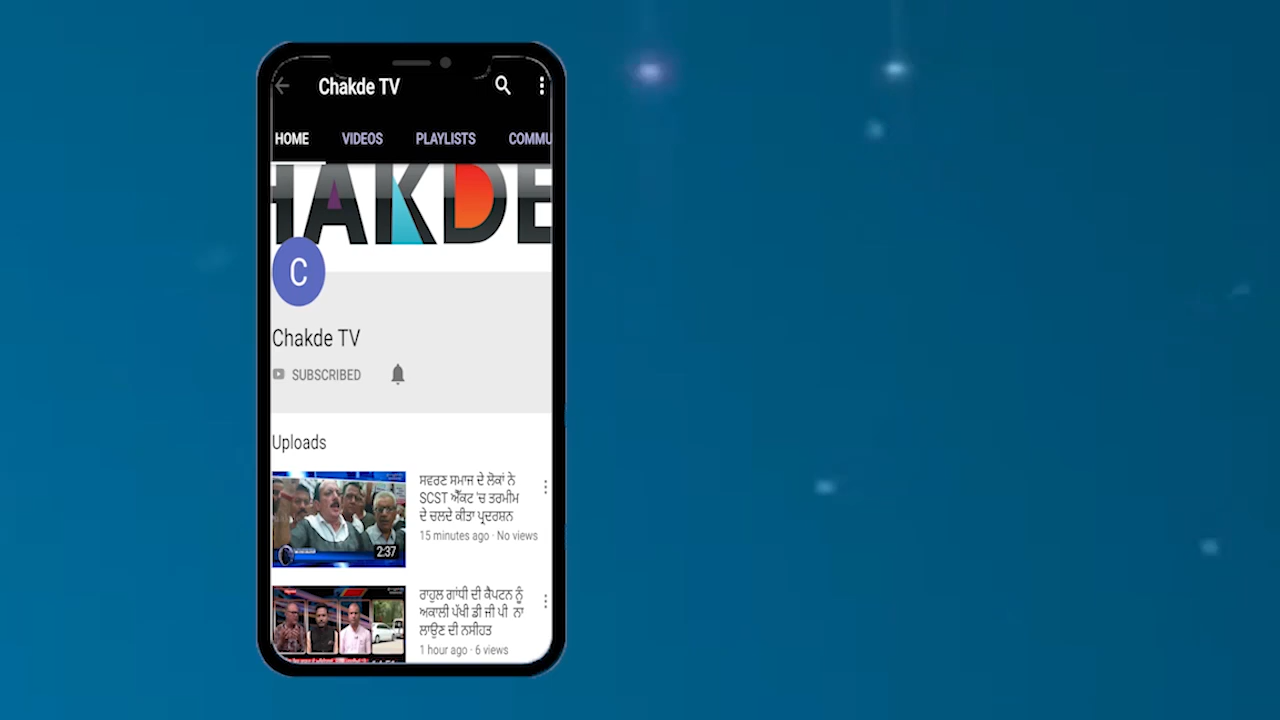 Chakde TV
HOME VIDEOS PLAYLISTS COMMU
HAKDE
C
Chakde TV
SUBSCRIBED
Uploads
ਸਵਰਣ ਸਮਾਜ ਦੇ ਲੋਕਾਂ ਨੇ
SCST ਐੱਕਟ 'ਚ ਤਰਮੀਮ
ਦੇ ਚਲਦੇ ਕੀਤਾ ਪ੍ਰਦਰਸ਼ਨ
15 minutes ago · No views
2:37
ਰਾਹੁਲ ਗਾਂਧੀ ਦੀ ਕੈਪਟਨ ਨੂੰ
ਅਕਾਲੀ ਪੱਖੀ ਡੀ ਜੀ ਪੀ ਨਾ
ਲਾਉਣ ਦੀ ਨਸੀਹਤ
1 hour ago · 6 views